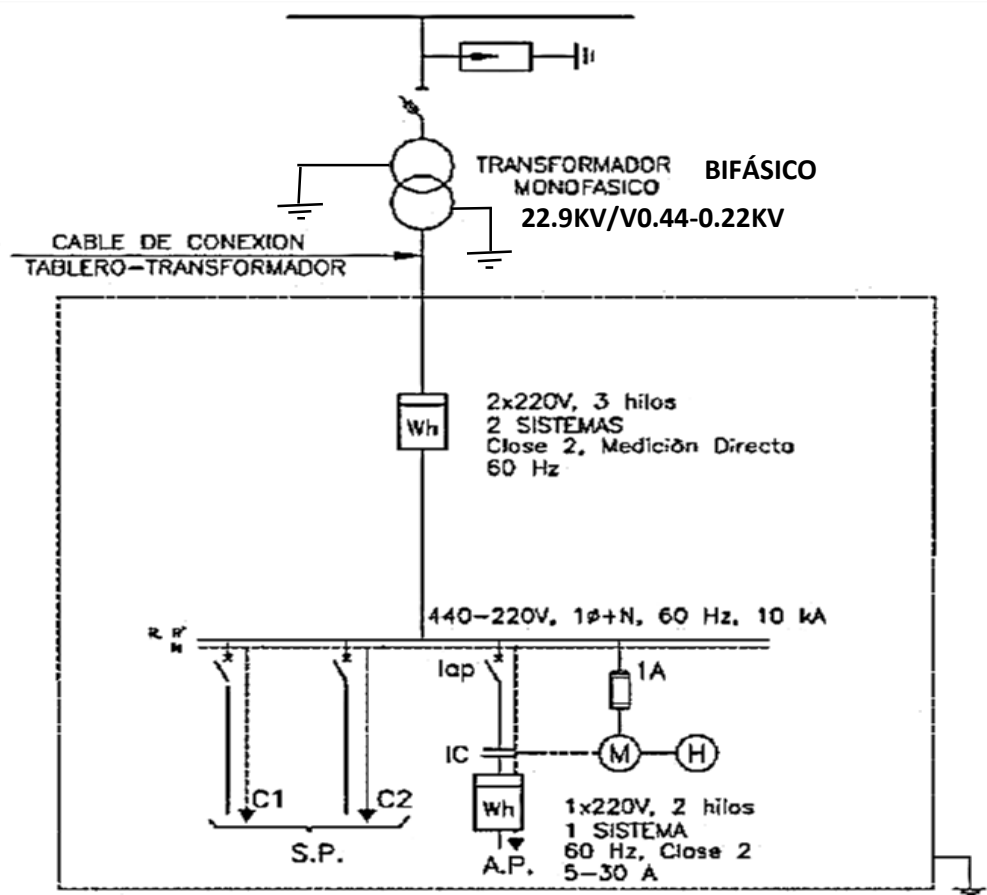 TRANSFORMADOR BIFÁSICO
MONOFASICO
22.9KV/V0.44-0.22KV
CABLE DE CONEXION
TABLERO-TRANSFORMADOR
Wh
2x220V, 3 hilos
2 SISTEMAS
Close 2, Medición Directa
60 Hz
440-220V, 1ø+N, 60 Hz, 10 kA
R R'
N
Iap
1A
IC
M
H
C1
C2
Wh
1x220V, 2 hilos
1 SISTEMA
60 Hz, Close 2
5-30 A
S.P.
A.P.